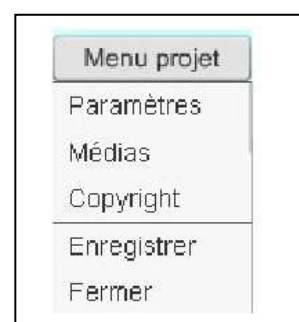 Menu projet
Paramètres
Médias
Copyright
Enregistrer
Fermer